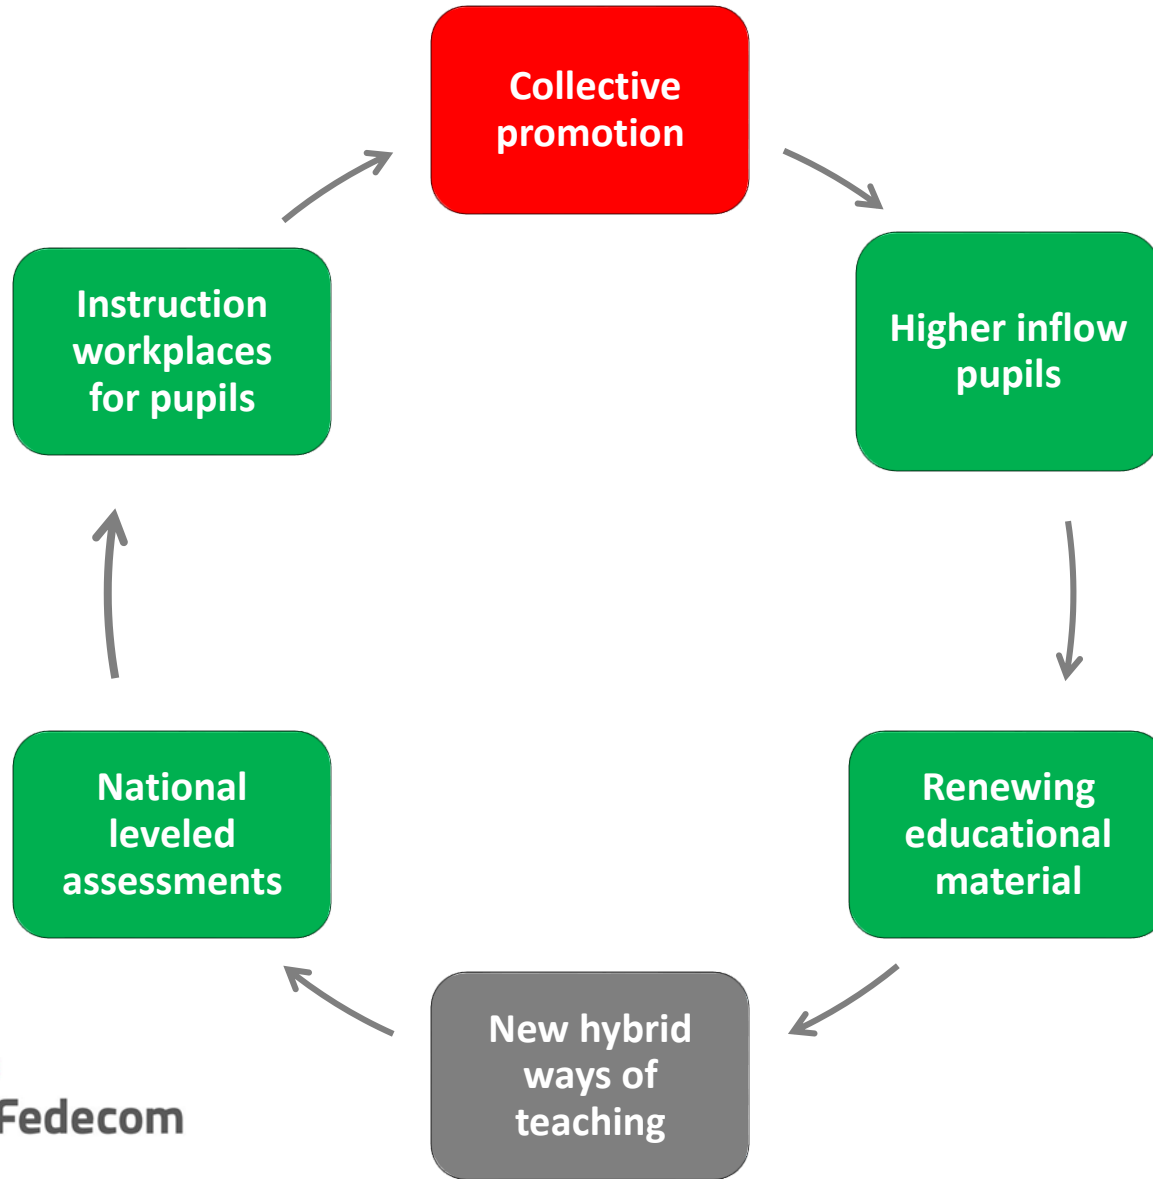 Collective
promotion
Instruction
workplaces
for pupils
Higher inflow
pupils
National
leveled
assessments
Renewing
educational
material
New hybrid
ways of
teaching
Fedecom